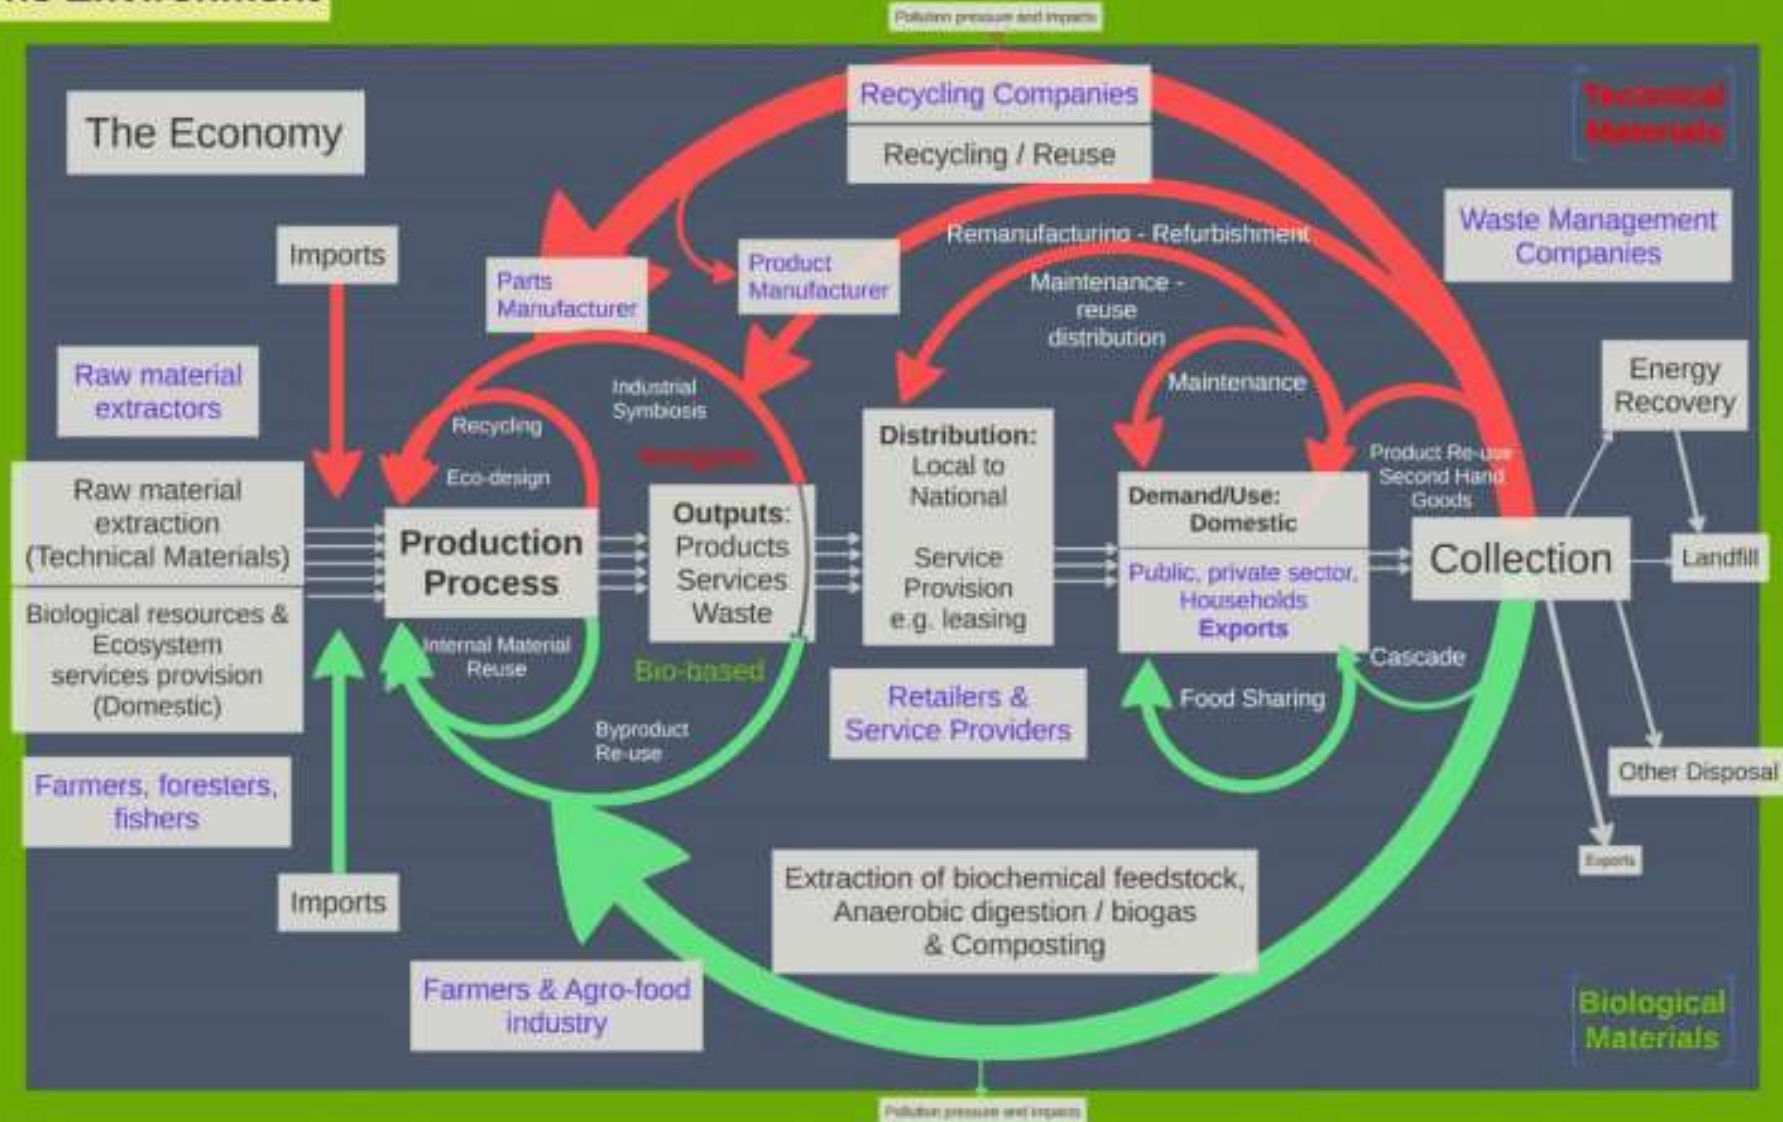 The Environment
Pollution pressure and impacts
The Economy
Recycling Companies
Recycling / Reuse
Technical
Materials
Waste Management
Companies
Imports
Remanufacturing - Refurbishment
Parts
Manufacturer
Product
Manufacturer
Maintenance -
reuse
distribution
Raw material
extractors
Industrial
Symbiosis
Maintenance
Energy
Recovery
Recycling
Eco-design
Product Re-use
Second Hand
Goods
Raw material
extraction
(Technical Materials)
Biological resources &
Ecosystem
services provision
(Domestic)
Production
Process
Outputs:
Products
Services
Waste
Distribution:
Local to
National
Service
Provision
e.g. leasing
Demand/Use:
Domestic
Public, private sector,
Households
Exports
Collection
Landfill
Internal Material
Reuse
Bio-based
Cascade
Food Sharing
Retailers &
Service Providers
Byproduct
Re-use
Farmers, foresters,
fishers
Other Disposal
Exports
Imports
Extraction of biochemical feedstock,
Anaerobic digestion / biogas
& Composting
Farmers & Agro-food
industry
Biological
Materials
Pollution pressure and impacts